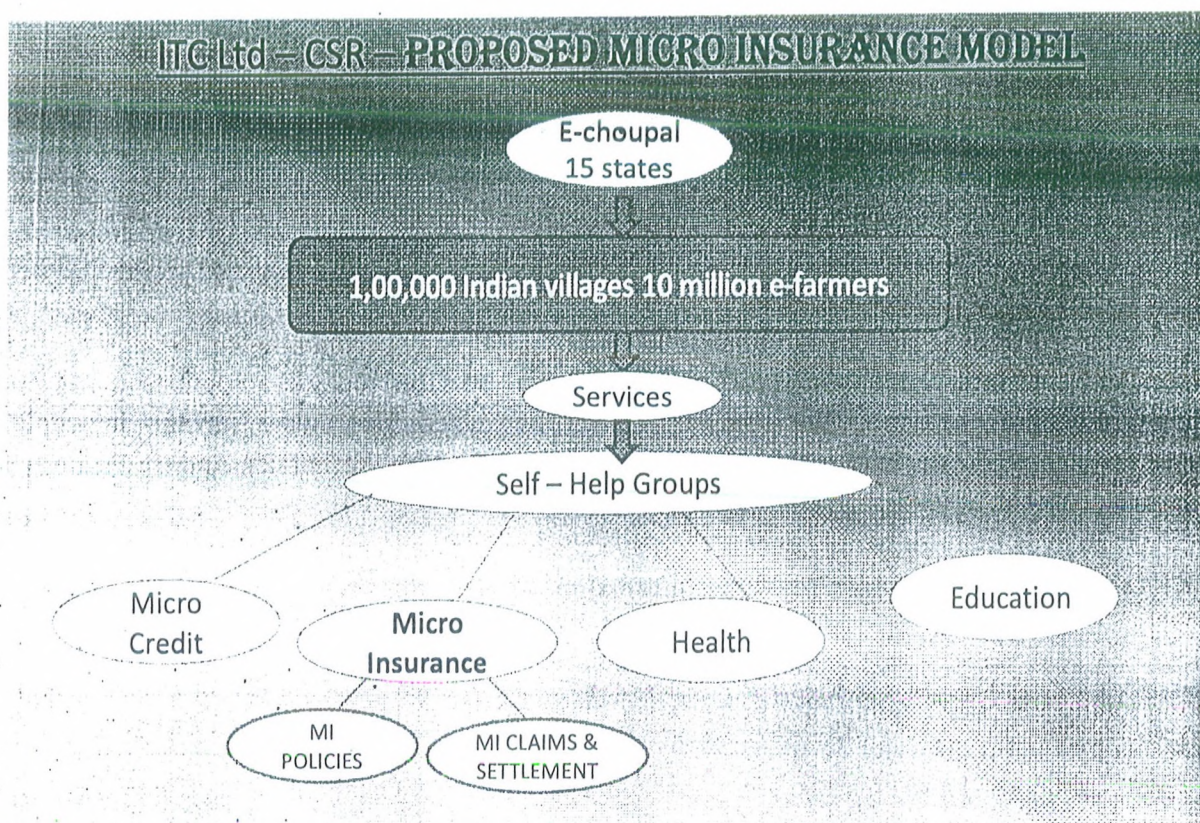 ITC Ltd – CSR – PROPOSED MICRO INSURANCE MODEL
E-choupal
15 states
1,00,000 Indian villages 10 million e-farmers
Services
Self – Help Groups
Micro
Credit
Micro
Insurance
Health
Education
MI
POLICIES
MI CLAIMS &
SETTLEMENT